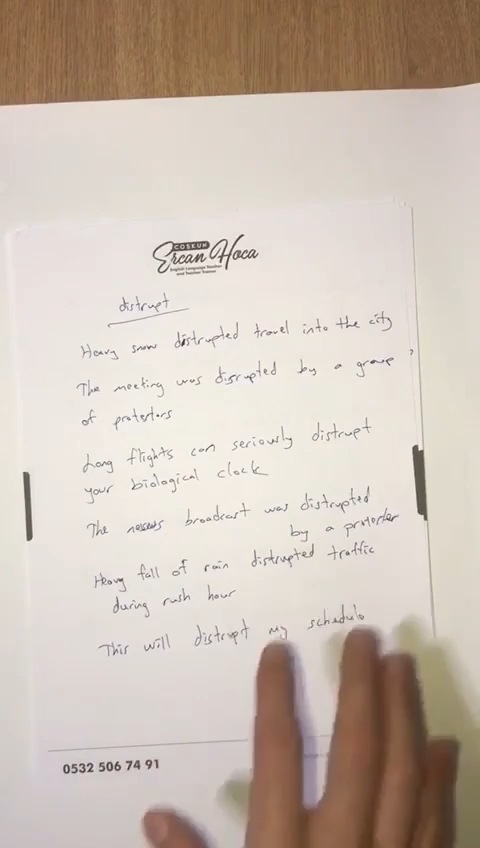 COSKUN
Ercan Hoca
English Language Teacher
and Teacher Trainer
distrupt
Heavy snow distrupted travel into the city
The meeting was disrupted by a group
of protestors
Long flights can seriously distrupt
your biological clock
The broadcast was distrupted
by a protester
Heavy fall of rain distrupted traffic
during rush hour
This will distrupt my schedule
0532 506 74 91